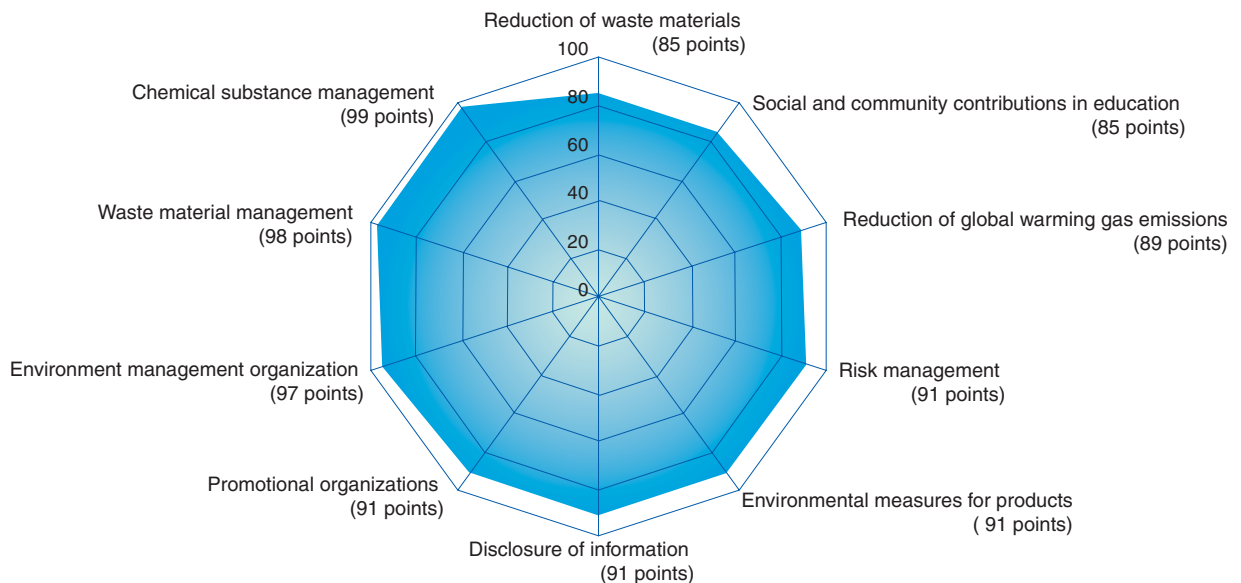 Reduction of waste materials
(85 points)
Social and community contributions in education
(85 points)
Reduction of global warming gas emissions
(89 points)
Risk management
(91 points)
Environmental measures for products
( 91 points)
Disclosure of information
(91 points)
Promotional organizations
(91 points)
Environment management organization
(97 points)
Waste material management
(98 points)
Chemical substance management
(99 points)
100
80
60
40
20
0